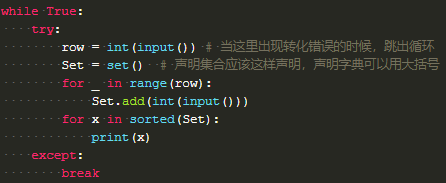 while True:
    try:
        row = int(input()) # 当这里出现转化错误的时候，跳出循环
        Set = set()  # 声明集合应该这样声明，声明字典可以用大括号
        for _ in range(row):
            Set.add(int(input()))
        for x in sorted(Set):
            print(x)
    except:
        break